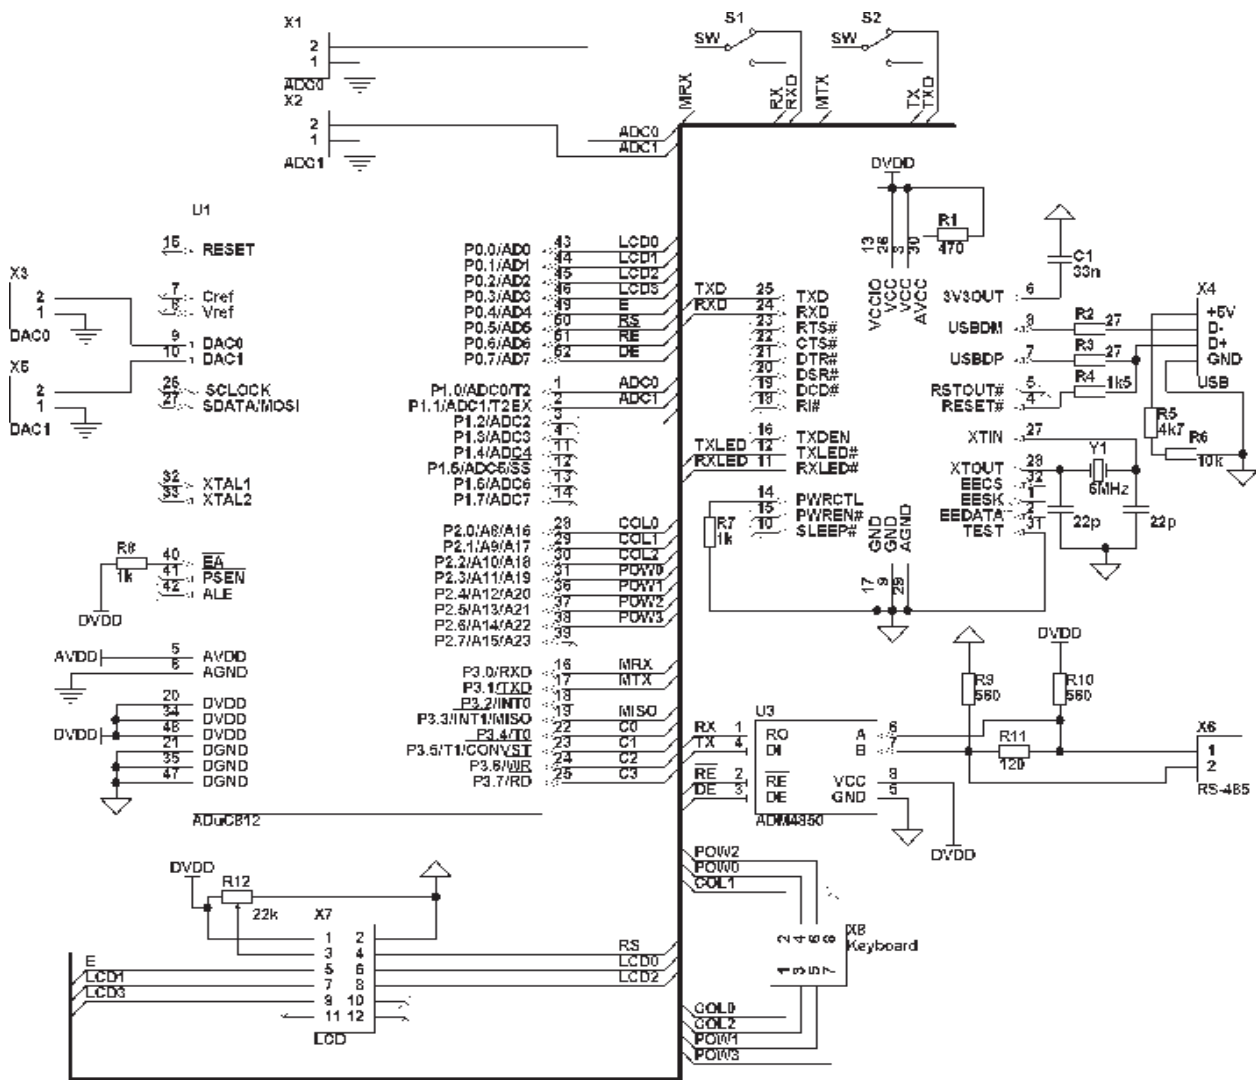 X1
2
1
ADC0
X2
2
1
ADC1
S1
SW
S2
SW
MRX
RX
RXD
MTX
TX
TXD
ADC0
ADC1
U1
15 RESET
7 Cref
8 Vref
9 DAC0
10 DAC1
26 SCLOCK
27 SDATA/MOSI
32 XTAL1
33 XTAL2
40 EA
41 PSEN
42 ALE
5 AVDD
6 AGND
20 DVDD
34 DVDD
48 DVDD
21 DGND
35 DGND
47 DGND
X3
2
1
DAC0
X5
2
1
DAC1
R8
1k
DVDD
AVDD
DVDD
P0.0/AD0 43 LCD0
P0.1/AD1 44 LCD1
P0.2/AD2 45 LCD2
P0.3/AD3 46 LCD3
P0.4/AD4 49 E
P0.5/AD5 50 RS
P0.6/AD6 51 RE
P0.7/AD7 52 DE
P1.0/ADC0/T2 1 ADC0
P1.1/ADC1/T2EX 2 ADC1
P1.2/ADC2 3
P1.3/ADC3 4
P1.4/ADC4 11
P1.5/ADC5/SS 12
P1.6/ADC6 13
P1.7/ADC7 14
P2.0/A8/A16 28 COL0
P2.1/A9/A17 29 COL1
P2.2/A10/A18 30 COL2
P2.3/A11/A19 31 POW0
P2.4/A12/A20 36 POW1
P2.5/A13/A21 37 POW2
P2.6/A14/A22 38 POW3
P2.7/A15/A23 39
P3.0/RXD 16 MRX
P3.1/TXD 17 MTX
P3.2/INT0 18
P3.3/INT1/MISO 19 MISO
P3.4/T0 22 C0
P3.5/T1/CONVST 23 C1
P3.6/WR 24 C2
P3.7/RD 25 C3
ADuC812
DVDD
13 26 3 30
VCCIO
VCC
VCC
AVCC
R1
470
C1
33n
TXD 25 TXD
RXD 24 RXD
23 RTS#
22 CTS#
21 DTR#
20 DSR#
19 DCD#
18 RI#
16 TXDEN
TXLED 12 TXLED#
RXLED 11 RXLED#
14 PWRCTL
15 PWREN#
10 SLEEP#
R7
1k
GND
GND
AGND
17 9 29
3V3OUT 6
USBDM 8
USBDP 7
RSTOUT# 5
RESET# 4
XTIN 27
XTOUT 28
EECS 32
EESK 1
EEDATA 2
TEST 31
R2 27
R3 27
R4 1k5
X4
+5V
D-
D+
GND
USB
R5
4k7
R6
10k
Y1
6MHz
22p
22p
DVDD
R9
560
R10
560
U3
RX 1 RO
TX 4 DI
RE 2 RE
DE 3 DE
A 6
B 7
VCC 8
GND 5
ADM4850
R11
120
X6
1
2
RS-485
DVDD
DVDD
R12
22k
X7
1 2
3 4
5 6
7 8
9 10
11 12
LCD
E
LCD1
LCD3
RS
LCD0
LCD2
POW2
POW0
COL1
2 4 6 8
1 3 5 7
X8
Keyboard
COL0
COL2
POW1
POW3